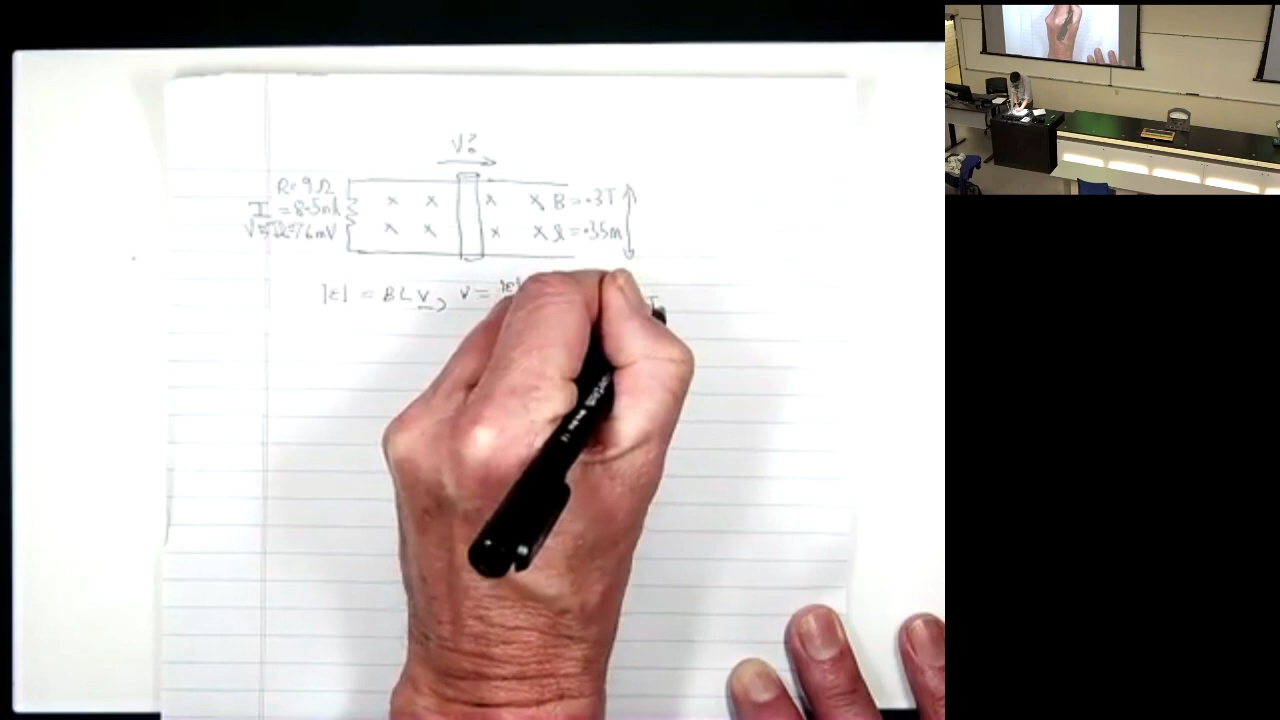 V?
R=9Ω
I = 8.5mA
V=IR=76mV
x x x x B = .3T
x x x x l = .35m
|ε| = BLV, V = |ε|